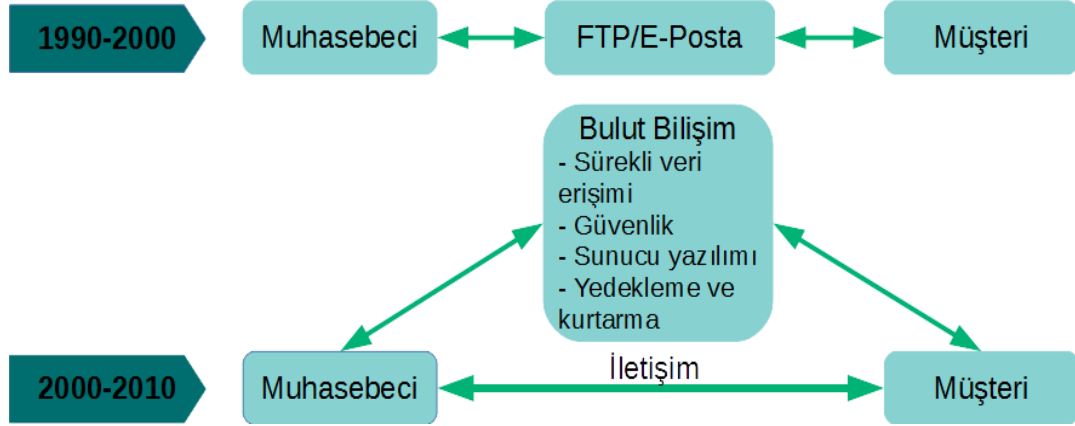 1990-2000
Muhasebeci
FTP/E-Posta
Müşteri
Bulut Bilişim
- Sürekli veri
erişimi
- Güvenlik
- Sunucu yazılımı
- Yedekleme ve
kurtarma
2000-2010
Muhasebeci
İletişim
Müşteri